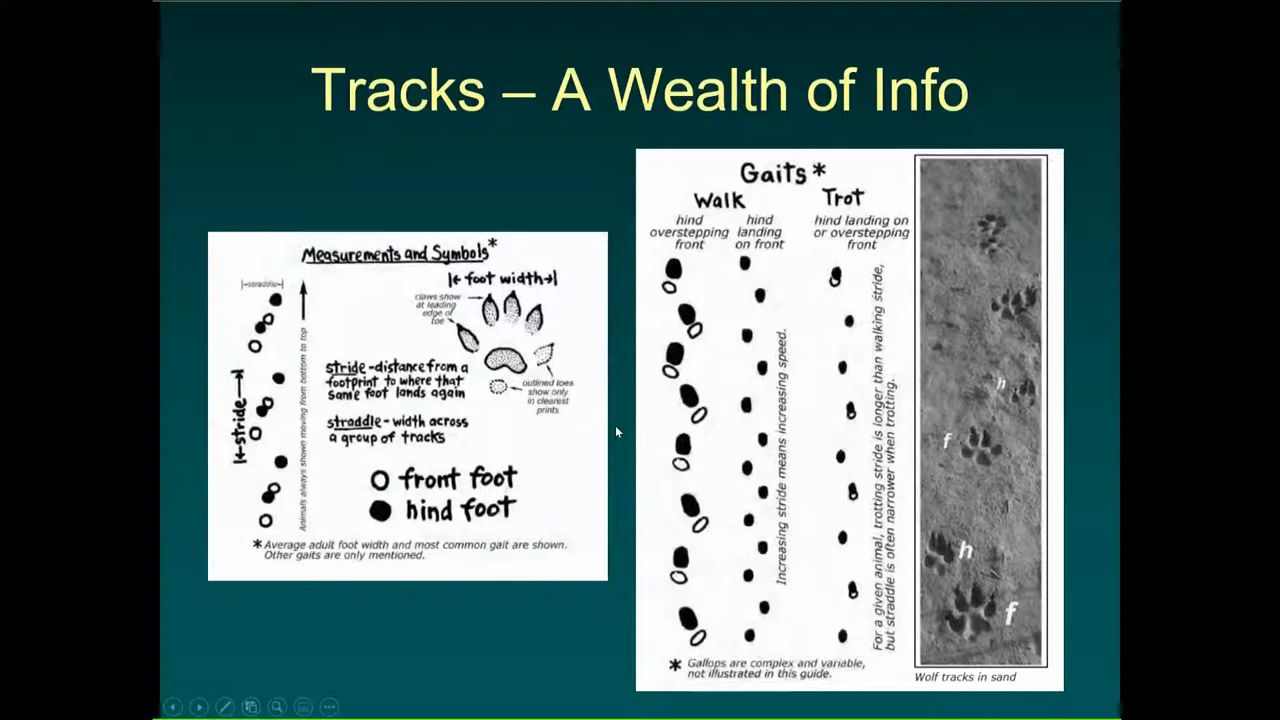 Tracks – A Wealth of Info
Measurements and Symbols*
|←straddle→|
|← foot width →|
claws show
at leading
edge of
toe
Animals always shown moving from bottom to top
|←stride→|
stride - distance from a
footprint to where that
same foot lands again
outlined toes
show only
in clearest
prints
straddle - width across
a group of tracks
front foot
hind foot
* Average adult foot width and most common gait are shown.
Other gaits are only mentioned.
Gaits*
Walk
Trot
hind
overstepping
front
hind
landing
on front
hind landing on
or overstepping
front
Increasing stride means increasing speed.
For a given animal, trotting stride is longer than walking stride,
but straddle is often narrower when trotting.
* Gallops are complex and variable,
not illustrated in this guide.
h
f
h
f
Wolf tracks in sand